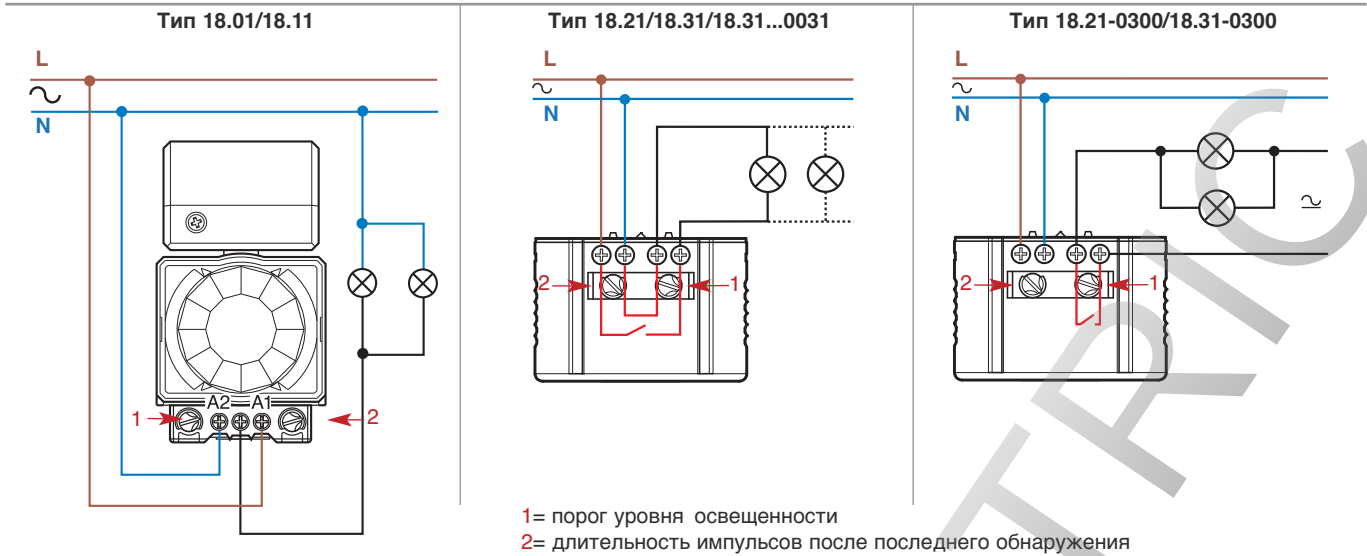 Тип 18.01/18.11
L
N
A2 A1
1
2
Тип 18.21/18.31/18.31...0031
L
N
2
1
Тип 18.21-0300/18.31-0300
L
N
2
1
1= порог уровня освещенности
2= длительность импульсов после последнего обнаружения
TRIC